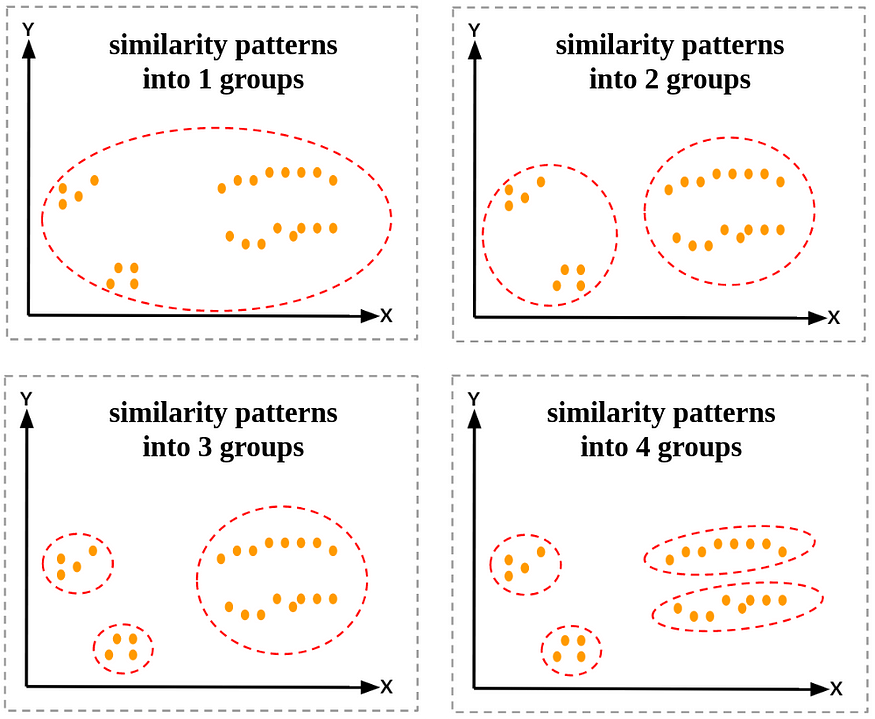 Y
similarity patterns
into 1 groups
X
Y
similarity patterns
into 2 groups
X
Y
similarity patterns
into 3 groups
X
Y
similarity patterns
into 4 groups
X